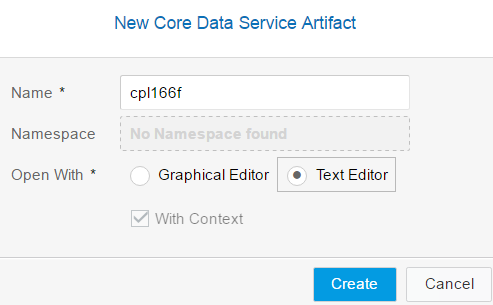 New Core Data Service Artifact
Name *
cpl166f
Namespace
No Namespace found
Open With *
Graphical Editor
Text Editor
With Context
Create
Cancel